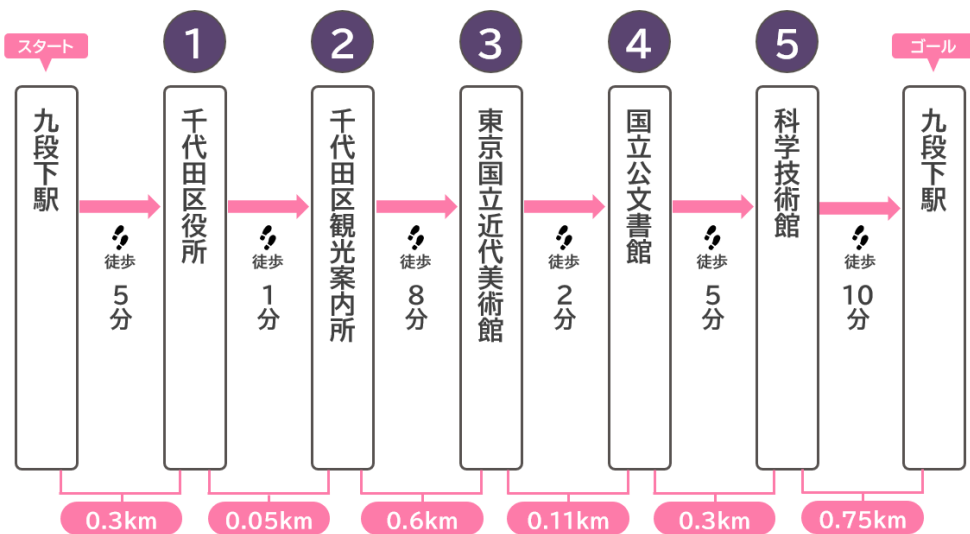 スタート
1
2
3
4
5
ゴール
九段下駅
千代田区役所
千代田区観光案内所
東京国立近代美術館
国立公文書館
科学技術館
九段下駅
徒歩
5分
徒歩
1分
徒歩
8分
徒歩
2分
徒歩
5分
徒歩
10分
0.3km
0.05km
0.6km
0.11km
0.3km
0.75km